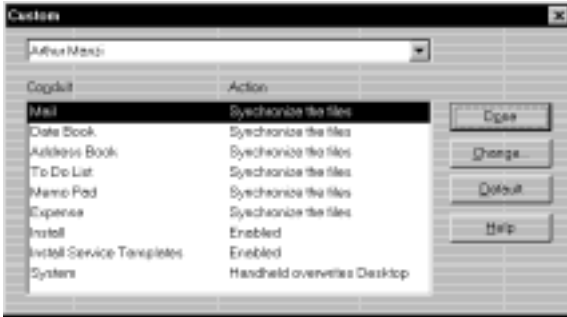 Custom
Arthur Manzi
Conduit Action
Mail Synchronize the files
Date Book Synchronize the files
Address Book Synchronize the files
To Do List Synchronize the files
Memo Pad Synchronize the files
Expense Synchronize the files
Install Enabled
Install Service Templates Enabled
System Handheld overwrites Desktop
Done
Change...
Default
Help